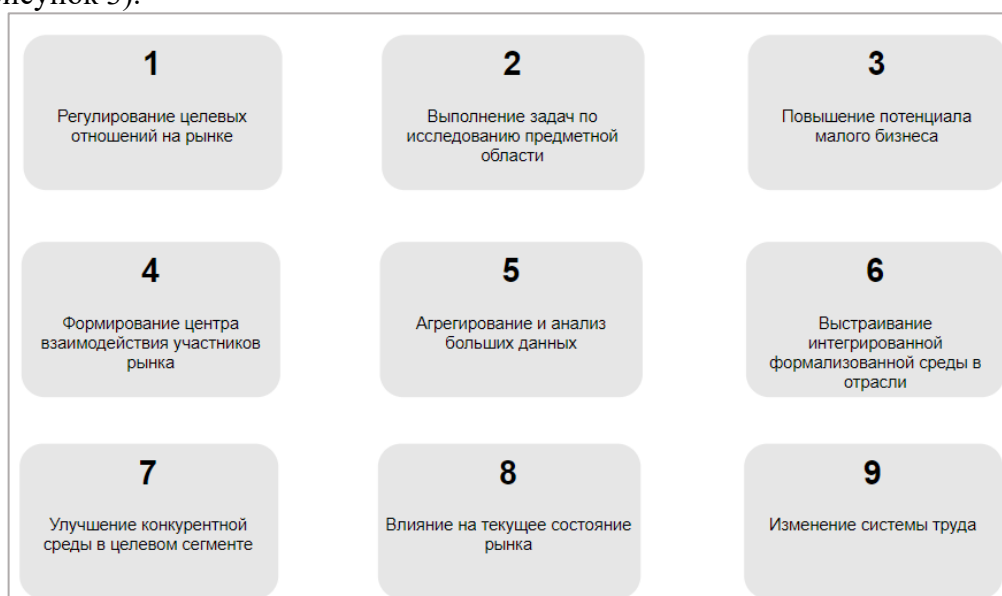 исунок 3).
1
Регулирование целевых
отношений на рынке
2
Выполнение задач по
исследованию предметной
области
3
Повышение потенциала
малого бизнеса
4
Формирование центра
взаимодействия участников
рынка
5
Агрегирование и анализ
больших данных
6
Выстраивание
интегрированной
формализованной среды в
отрасли
7
Улучшение конкурентной
среды в целевом сегменте
8
Влияние на текущее состояние
рынка
9
Изменение системы труда